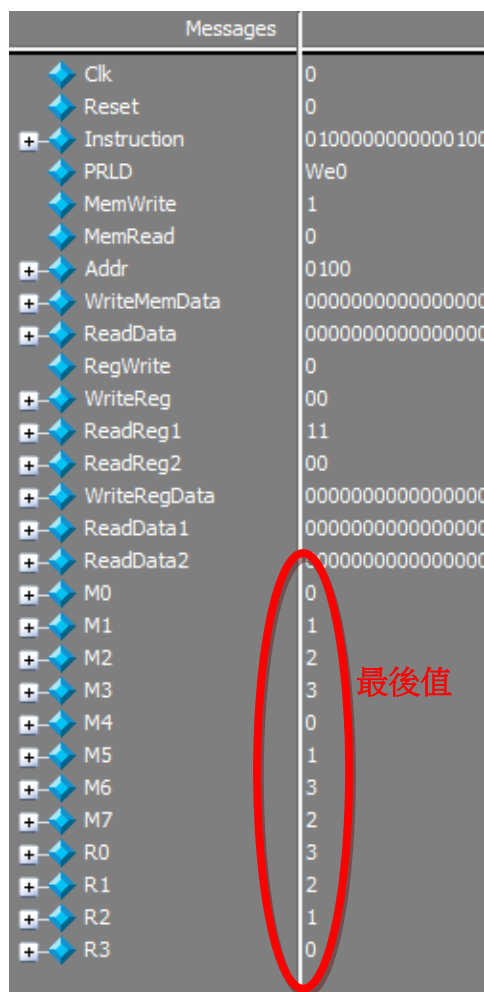 Messages
Clk 0
Reset 0
Instruction 0100000000000100
PRLD We0
MemWrite 1
MemRead 0
Addr 0100
WriteMemData 0000000000000000
ReadData 0000000000000000
RegWrite 0
WriteReg 00
ReadReg1 11
ReadReg2 00
WriteRegData 0000000000000000
ReadData1 0000000000000000
ReadData2 0000000000000000
M0 0
M1 1
M2 2
M3 3 最後值
M4 0
M5 1
M6 3
M7 2
R0 3
R1 2
R2 1
R3 0